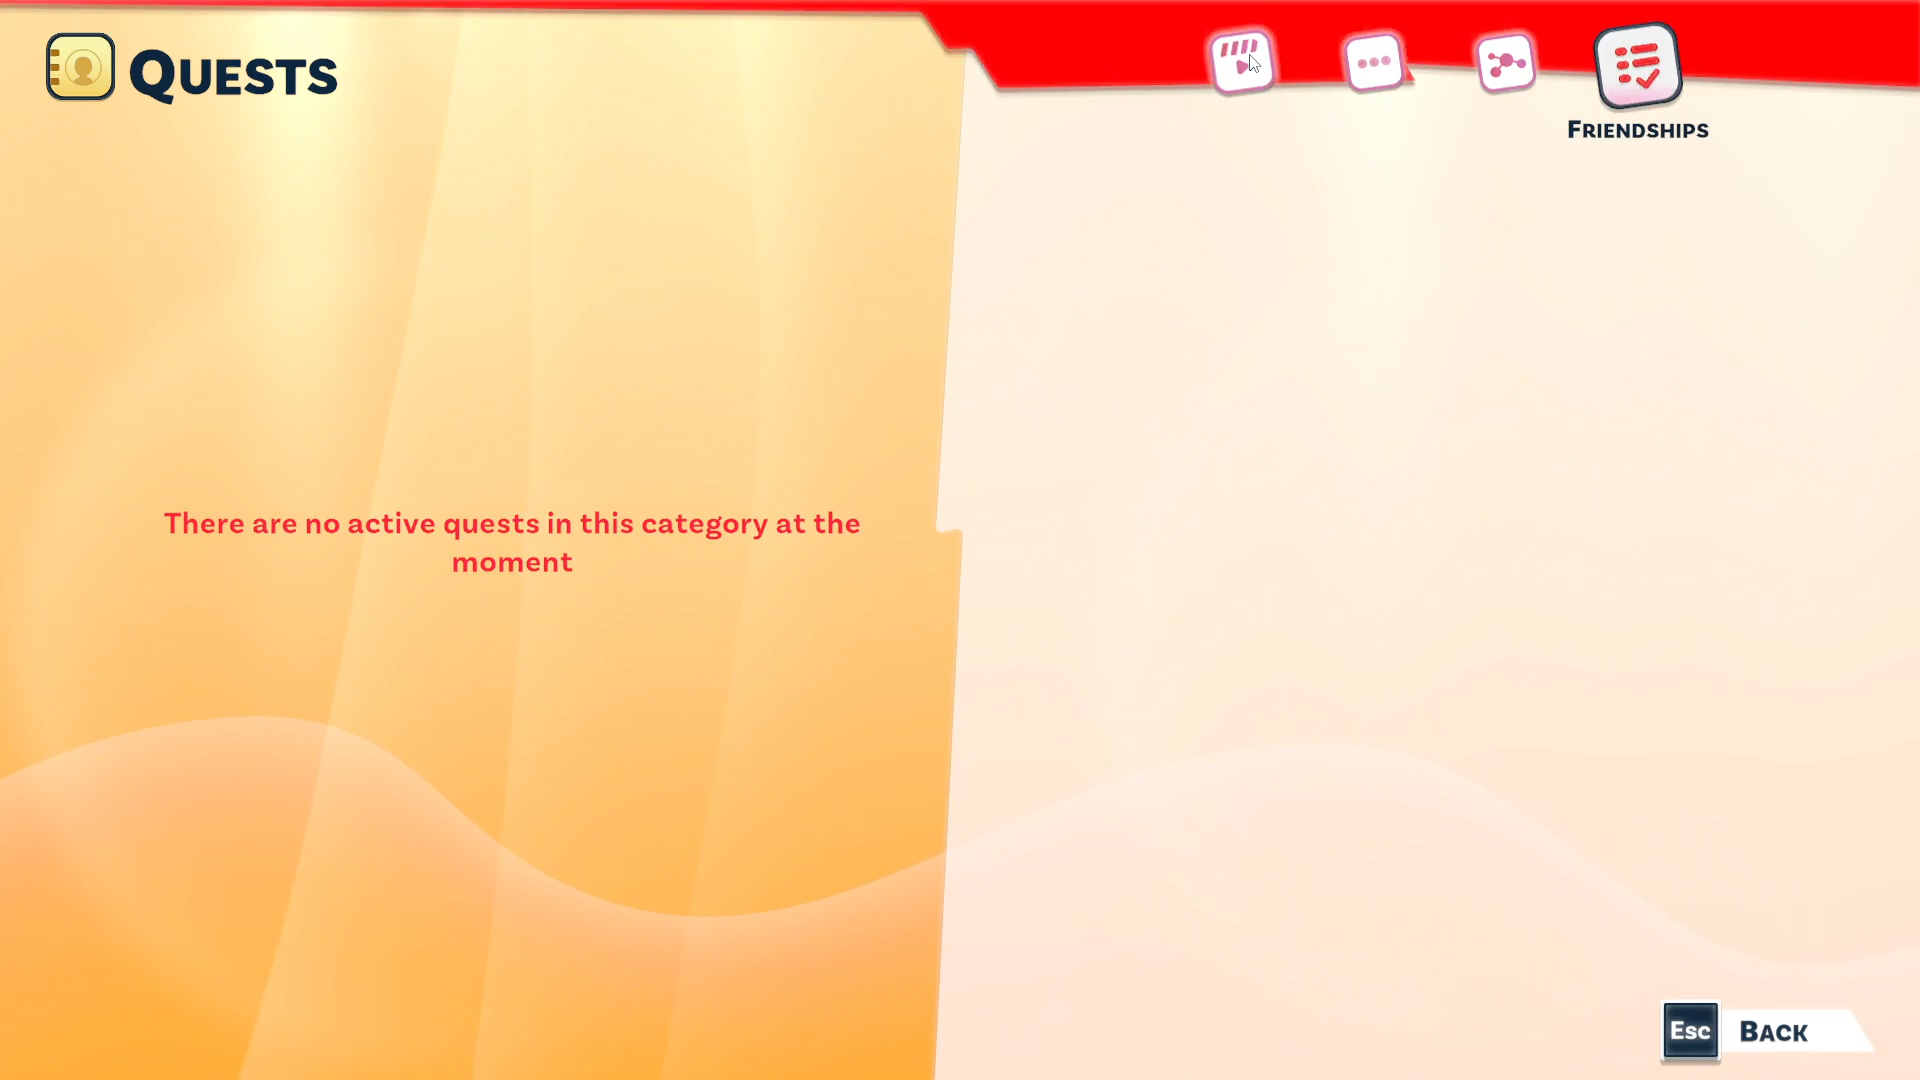 QUESTS
FRIENDSHIPS
There are no active quests in this category at the
moment
Esc BACK